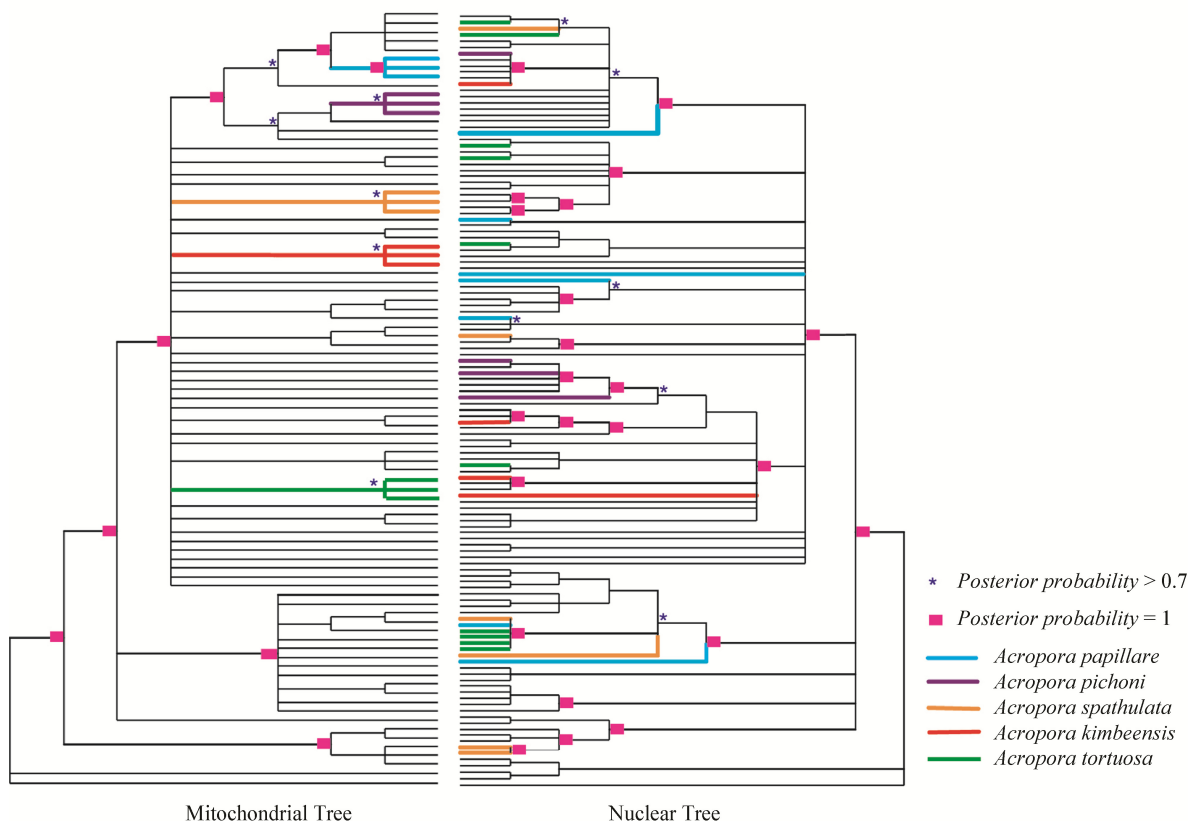 * Posterior probability > 0.7
Posterior probability = 1
Acropora papillare
Acropora pichoni
Acropora spathulata
Acropora kimbeensis
Acropora tortuosa
Mitochondrial Tree
Nuclear Tree